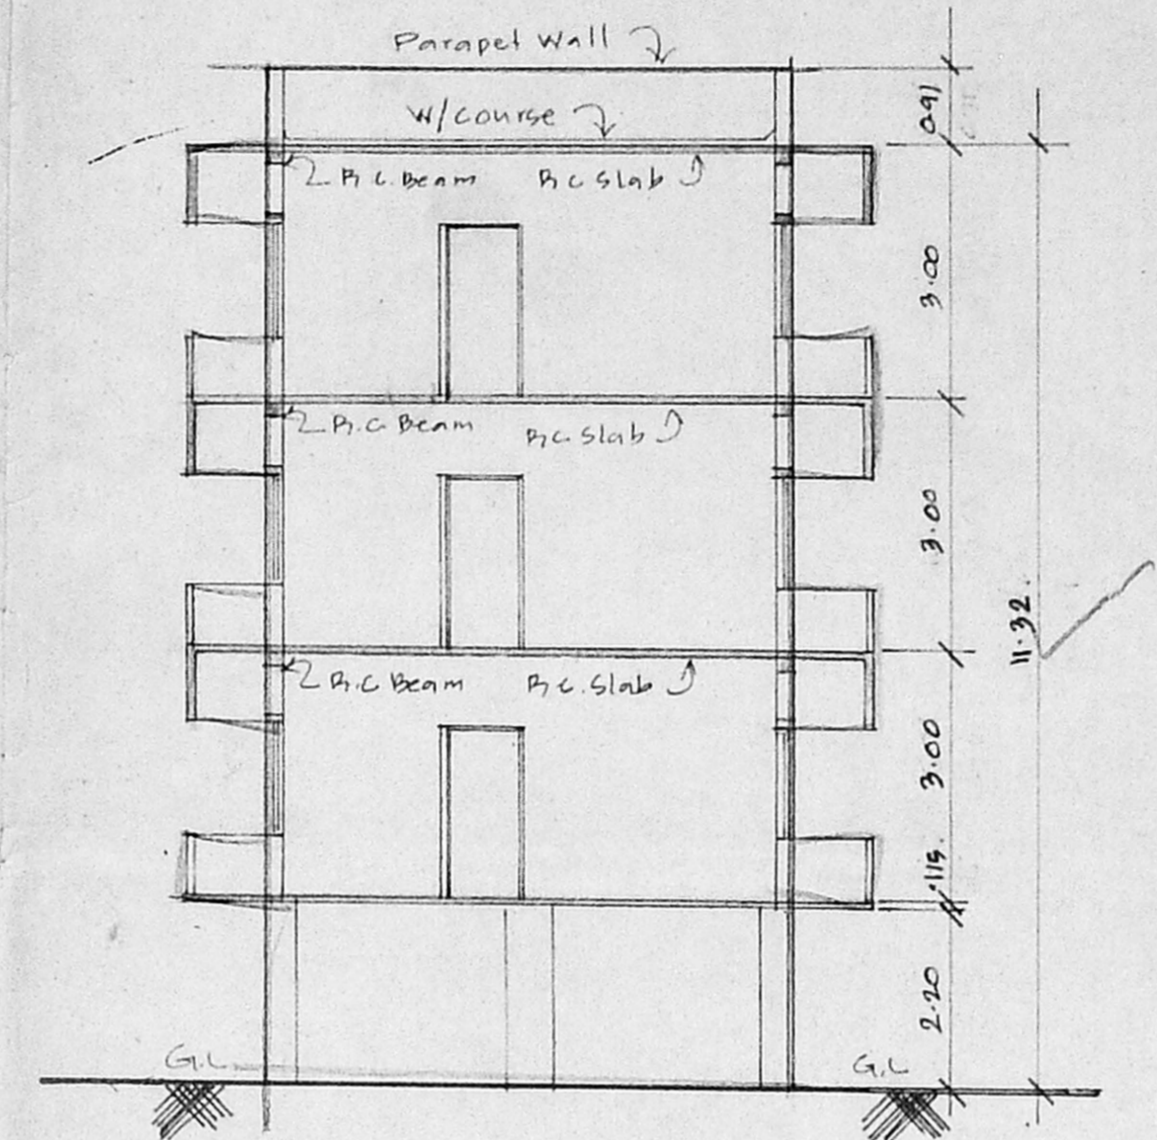 Parapet Wall
0.91
W/course
R.C. Beam
R.C Slab
3.00
R.C Beam
R.C. Slab
3.00
11.32
R.C Beam
R.C. Slab
3.00
.115
2.20
G.L
G.L